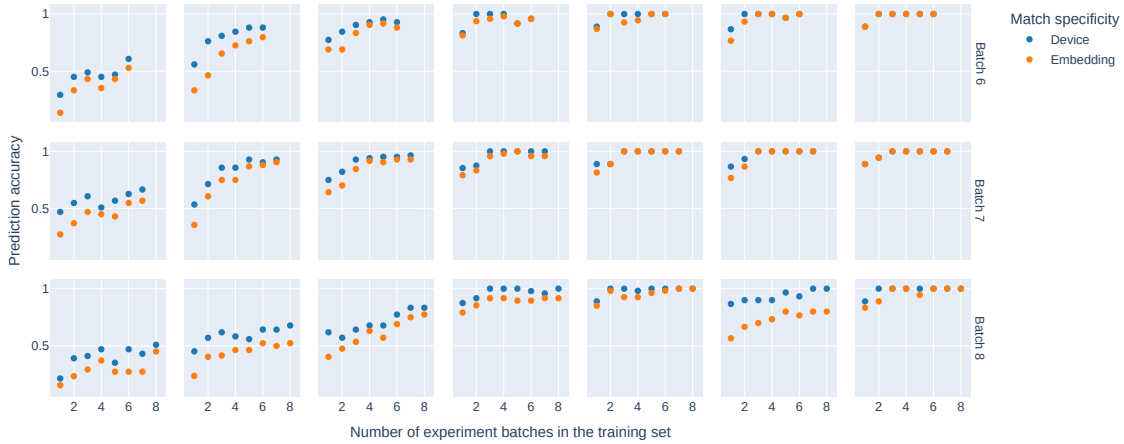 Match specificity
Device
Embedding
Prediction accuracy
1
0.5
Batch 6
1
0.5
Batch 7
1
0.5
Batch 8
2 4 6 8 2 4 6 8 2 4 6 8 2 4 6 8 2 4 6 8 2 4 6 8 2 4 6 8
Number of experiment batches in the training set